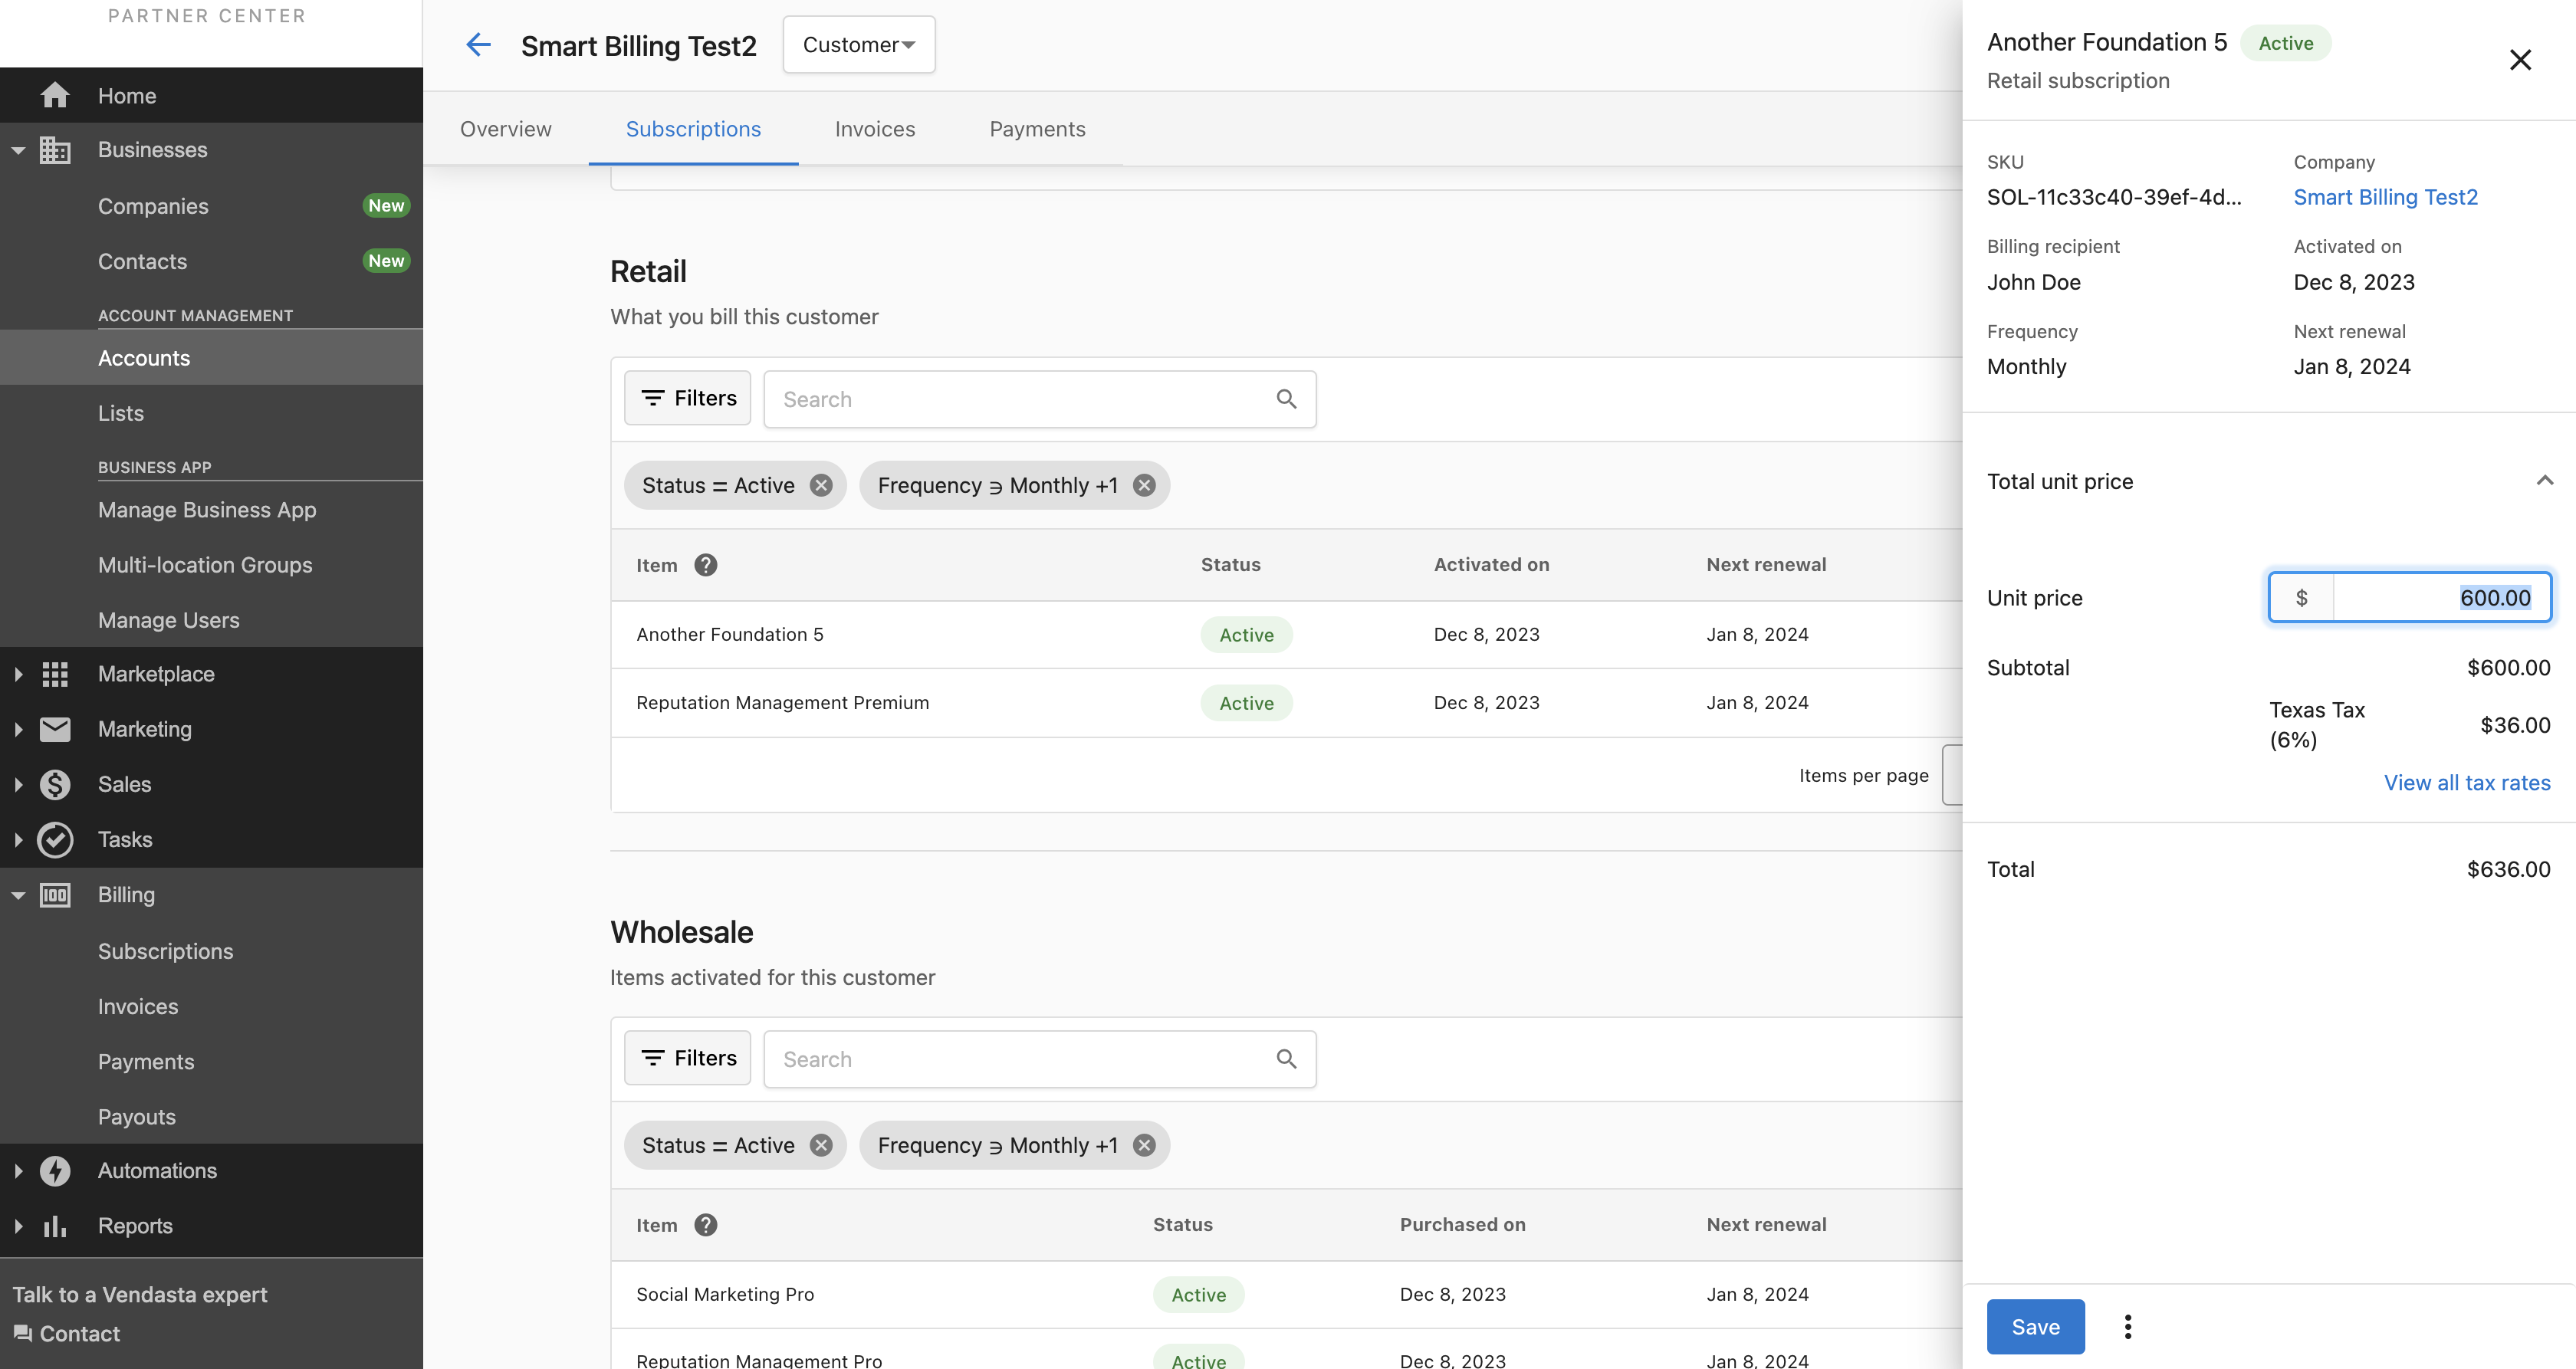 PARTNER CENTER
Home
Businesses
Companies New
Contacts New
ACCOUNT MANAGEMENT
Accounts
Lists
BUSINESS APP
Manage Business App
Multi-location Groups
Manage Users
Marketplace
Marketing
Sales
Tasks
Billing
Subscriptions
Invoices
Payments
Payouts
Automations
Reports
Talk to a Vendasta expert
Contact
Smart Billing Test2 Customer
Overview Subscriptions Invoices Payments
Retail
What you bill this customer
Filters Search
Status = Active Frequency ∋ Monthly +1
Item Status Activated on Next renewal
Another Foundation 5 Active Dec 8, 2023 Jan 8, 2024
Reputation Management Premium Active Dec 8, 2023 Jan 8, 2024
Items per page
Wholesale
Items activated for this customer
Filters Search
Status = Active Frequency ∋ Monthly +1
Item Status Purchased on Next renewal
Social Marketing Pro Active Dec 8, 2023 Jan 8, 2024
Reputation Management Pro Active Dec 8, 2023 Jan 8, 2024
Another Foundation 5 Active
Retail subscription
SKU Company
SOL-11c33c40-39ef-4d... Smart Billing Test2
Billing recipient Activated on
John Doe Dec 8, 2023
Frequency Next renewal
Monthly Jan 8, 2024
Total unit price
Unit price $ 600.00
Subtotal $600.00
Texas Tax
(6%) $36.00
View all tax rates
Total $636.00
Save